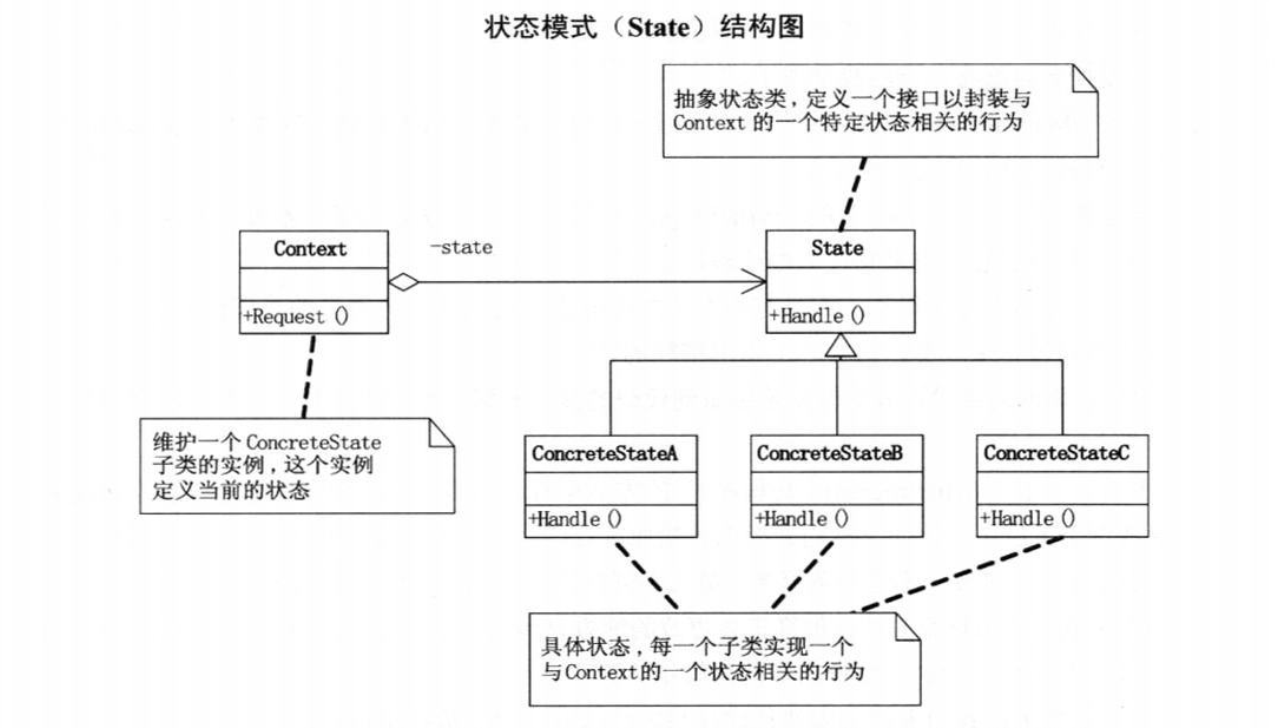 状态模式（State）结构图
抽象状态类，定义一个接口以封装与
Context 的一个特定状态相关的行为
Context
-state
State
+Request ()
+Handle ()
维护一个 ConcreteState
子类的实例，这个实例
定义当前的状态
ConcreteStateA
ConcreteStateB
ConcreteStateC
+Handle ()
+Handle ()
+Handle ()
具体状态，每一个子类实现一个
与Context的一个状态相关的行为